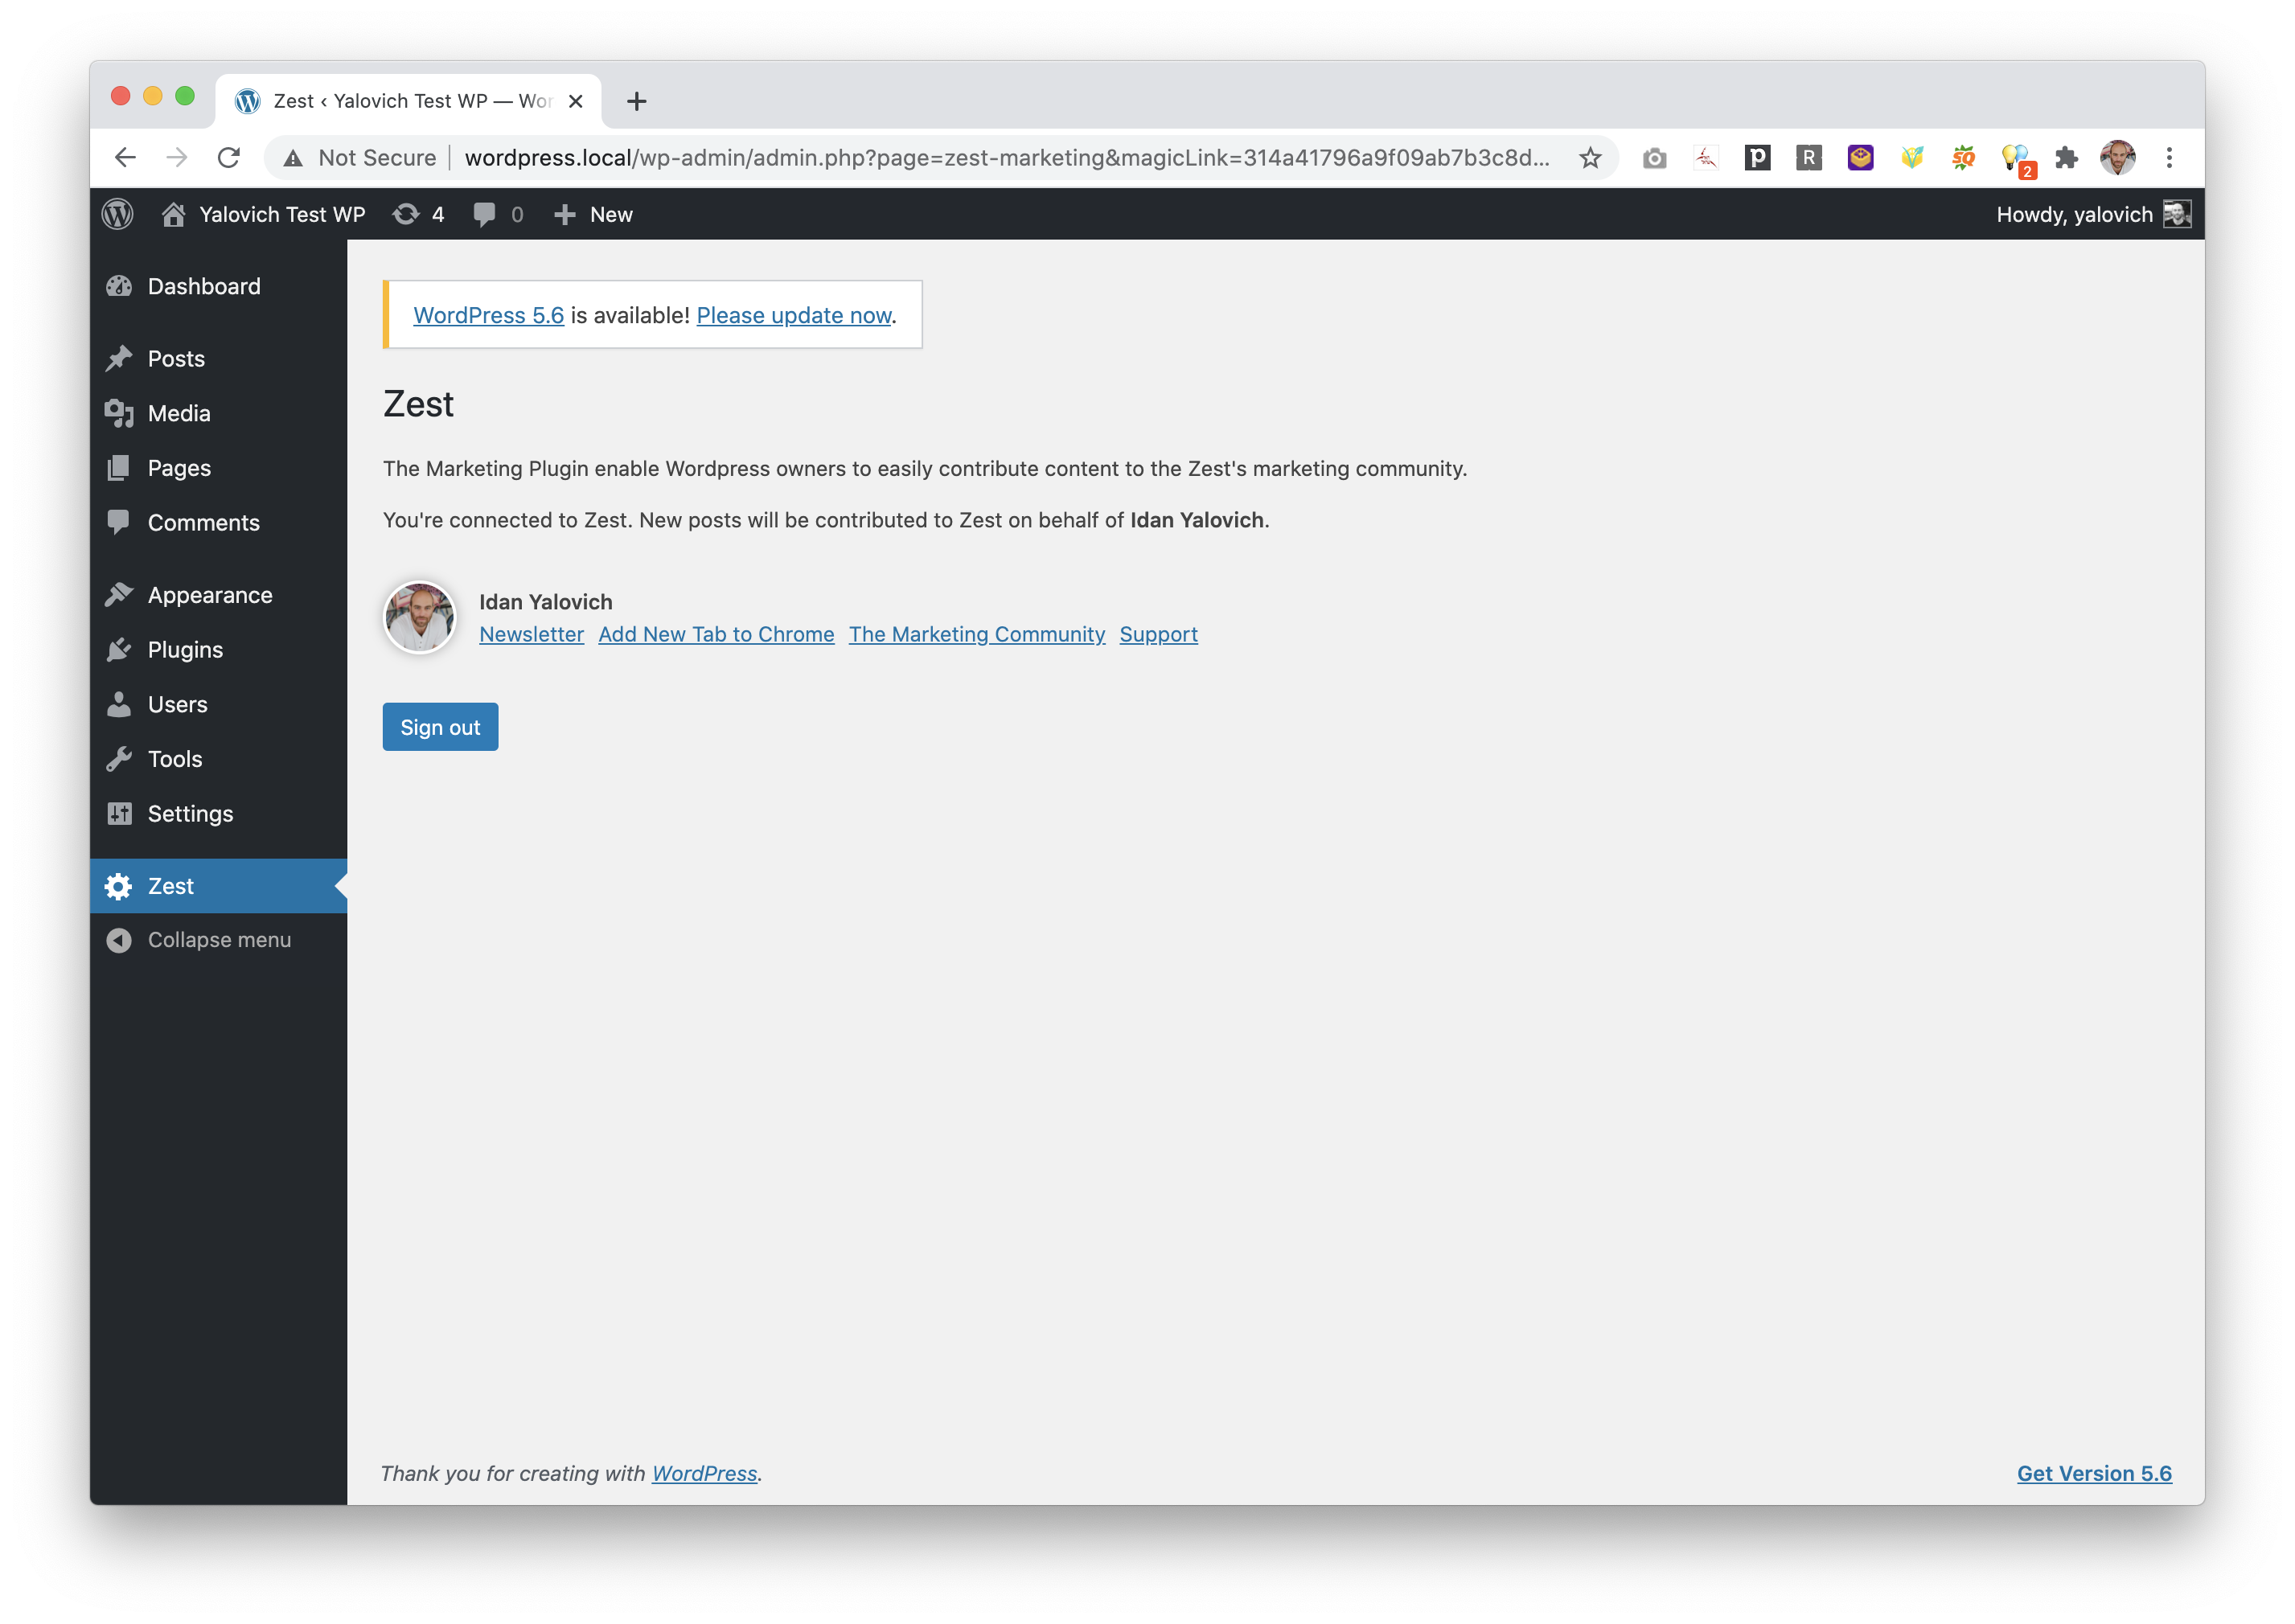 Zest ‹ Yalovich Test WP — Wor
Not Secure wordpress.local/wp-admin/admin.php?page=zest-marketing&magicLink=314a41796a9f09ab7b3c8d...
2
Yalovich Test WP 4 0 New Howdy, yalovich
Dashboard
Posts
Media
Pages
Comments
Appearance
Plugins
Users
Tools
Settings
Zest
Collapse menu
WordPress 5.6 is available! Please update now.
Zest
The Marketing Plugin enable Wordpress owners to easily contribute content to the Zest's marketing community.
You're connected to Zest. New posts will be contributed to Zest on behalf of Idan Yalovich.
Idan Yalovich
Newsletter Add New Tab to Chrome The Marketing Community Support
Sign out
Thank you for creating with WordPress. Get Version 5.6